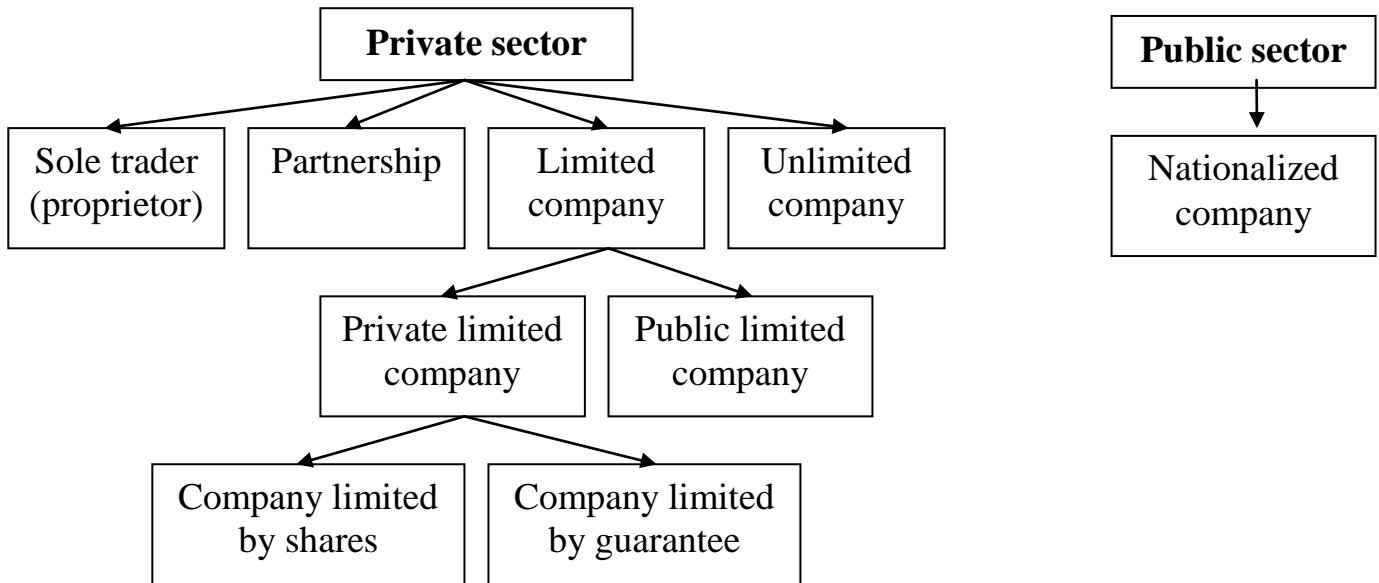 Private sector
Public sector
Sole trader
(proprietor)
Partnership
Limited
company
Unlimited
company
Nationalized
company
Private limited
company
Public limited
company
Company limited
by shares
Company limited
by guarantee